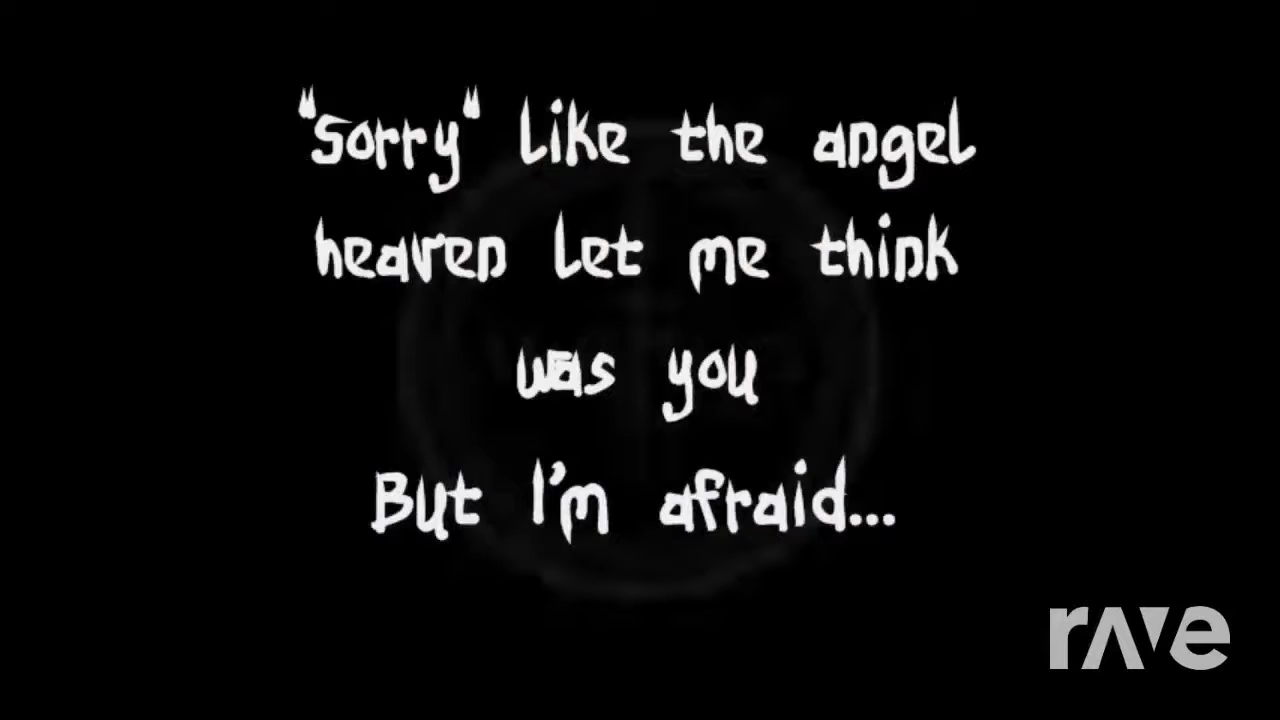 "Sorry" like the angel
heaven let me think
was you
But I'm afraid...
rave